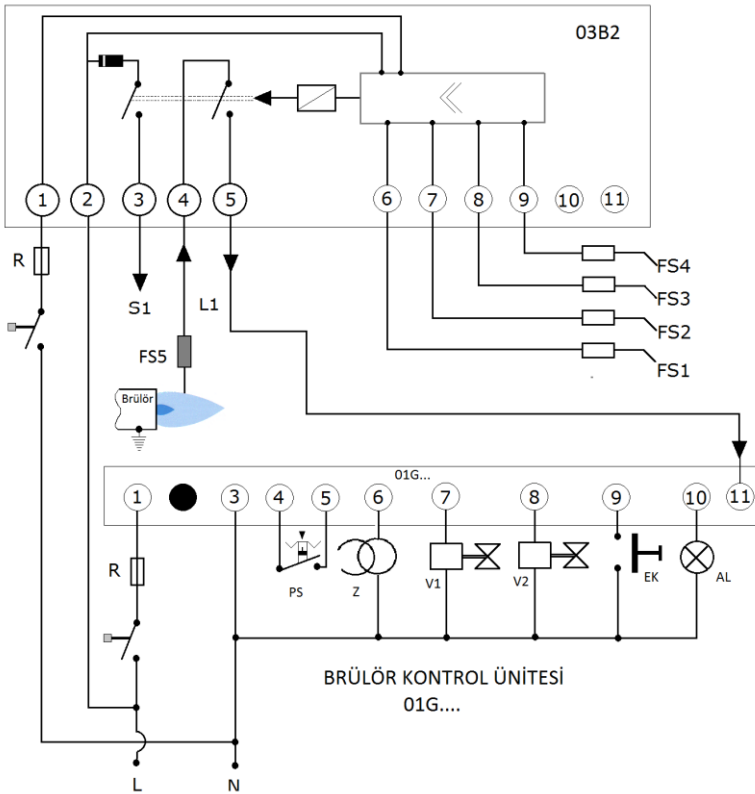 03B2
1 2 3 4 5 6 7 8 9 10 11
R
S1
L1
FS5
FS4
FS3
FS2
FS1
Brülör
01G...
1 3 4 5 6 7 8 9 10 11
R
PS Z V1 V2 EK AL
BRÜLÖR KONTROL ÜNİTESİ
01G....
L N